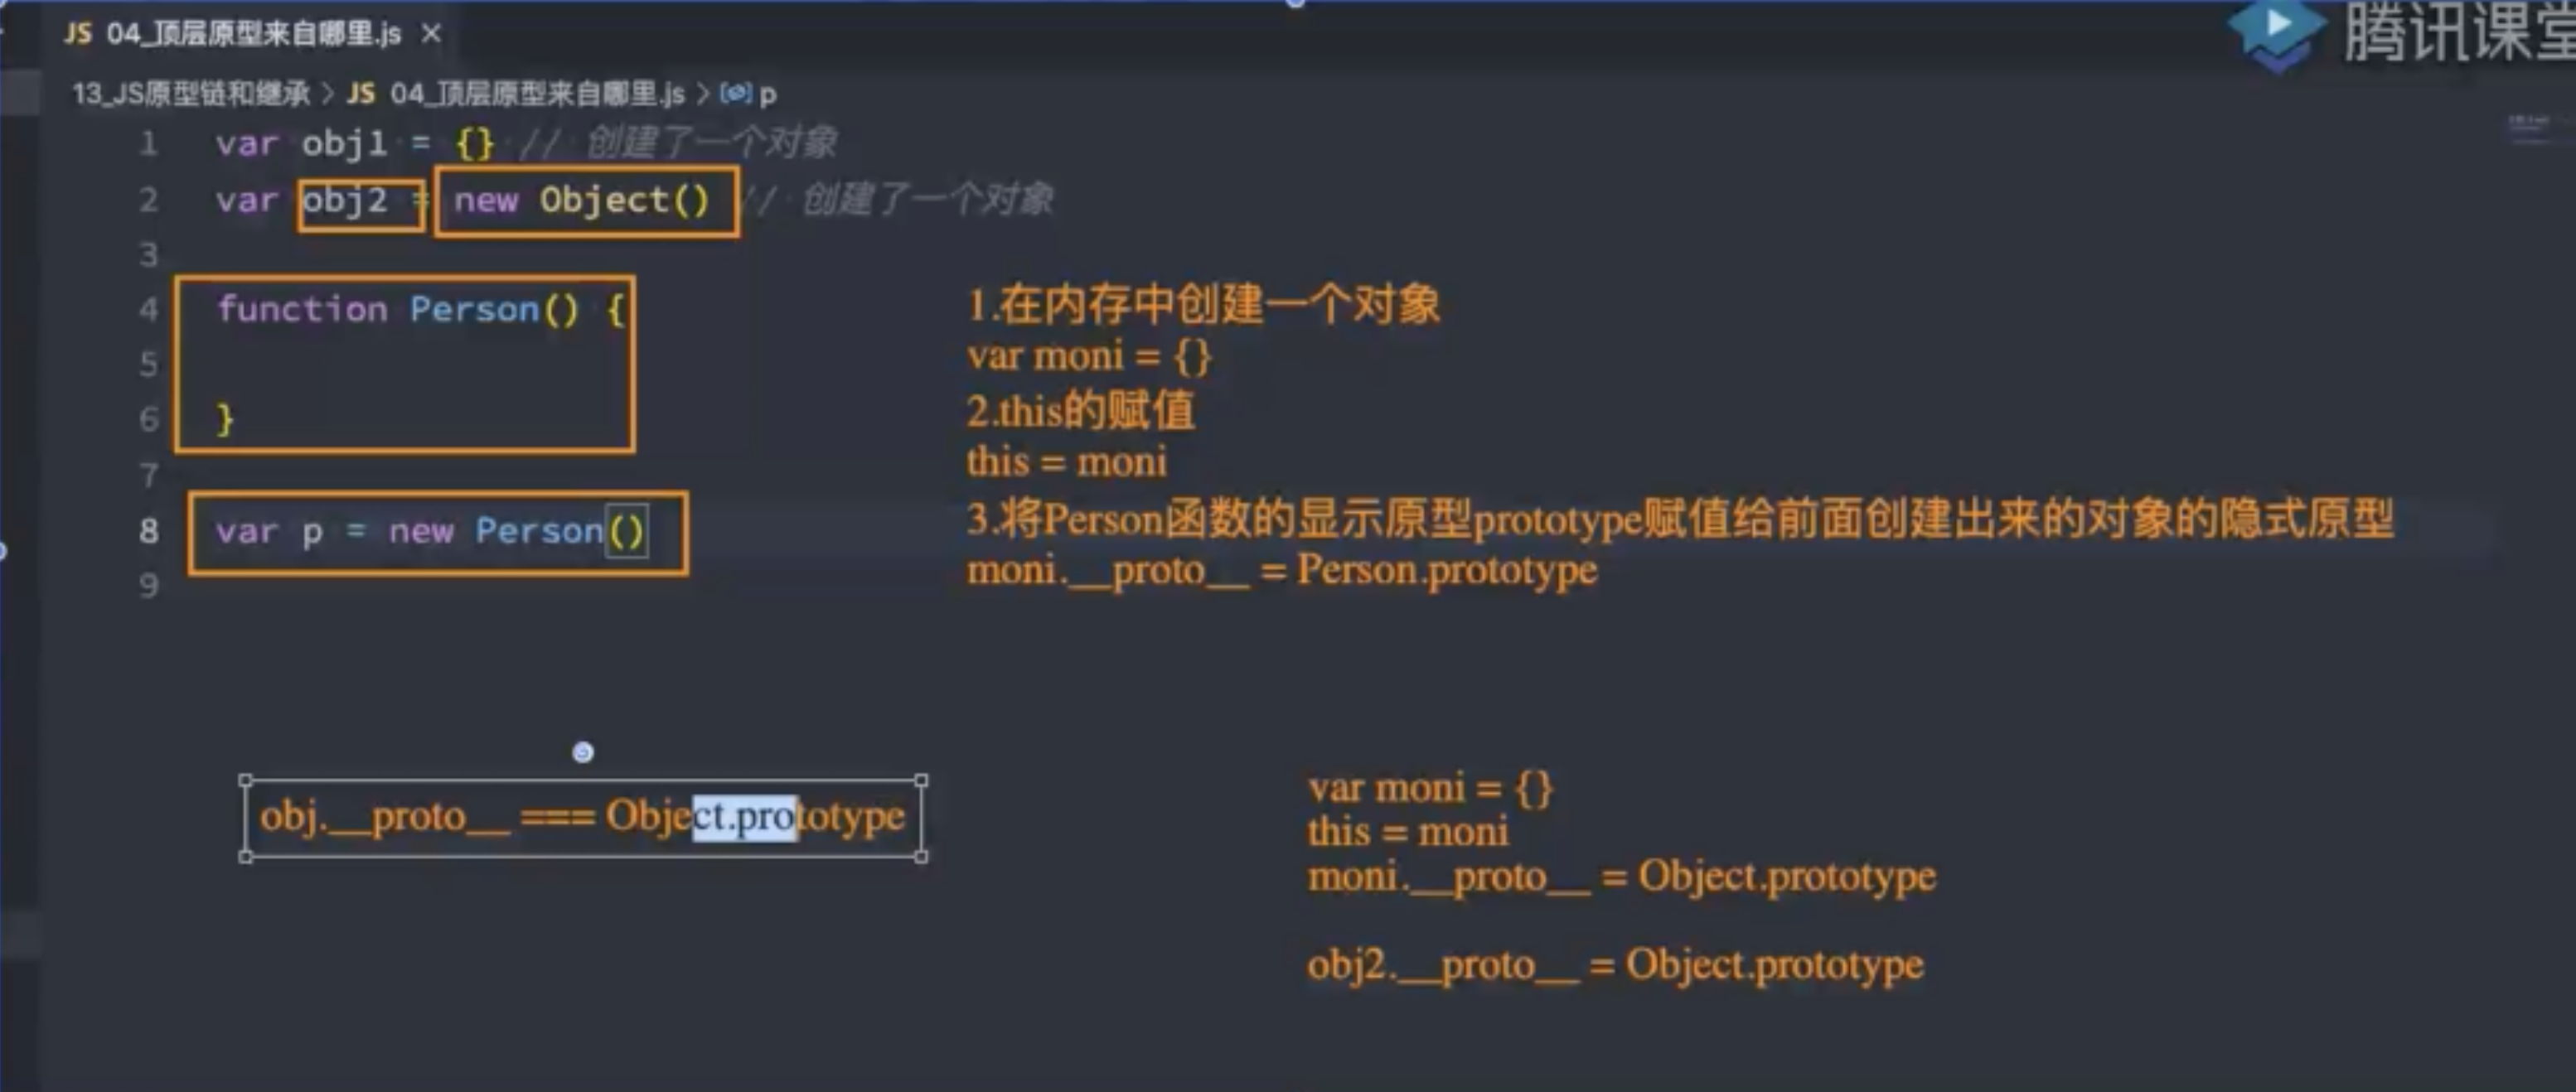 JS 04_顶层原型来自哪里.js ×
腾讯课堂
13_JS原型链和继承 > JS 04_顶层原型来自哪里.js > p
1 var obj1 = {} // 创建了一个对象
2 var obj2 = new Object() // 创建了一个对象
3
4 function Person() {
5
6 }
7
8 var p = new Person()
9
1.在内存中创建一个对象
var moni = {}
2.this的赋值
this = moni
3.将Person函数的显示原型prototype赋值给前面创建出来的对象的隐式原型
moni.__proto__ = Person.prototype
obj.__proto__ === Object.prototype
var moni = {}
this = moni
moni.__proto__ = Object.prototype
obj2.__proto__ = Object.prototype